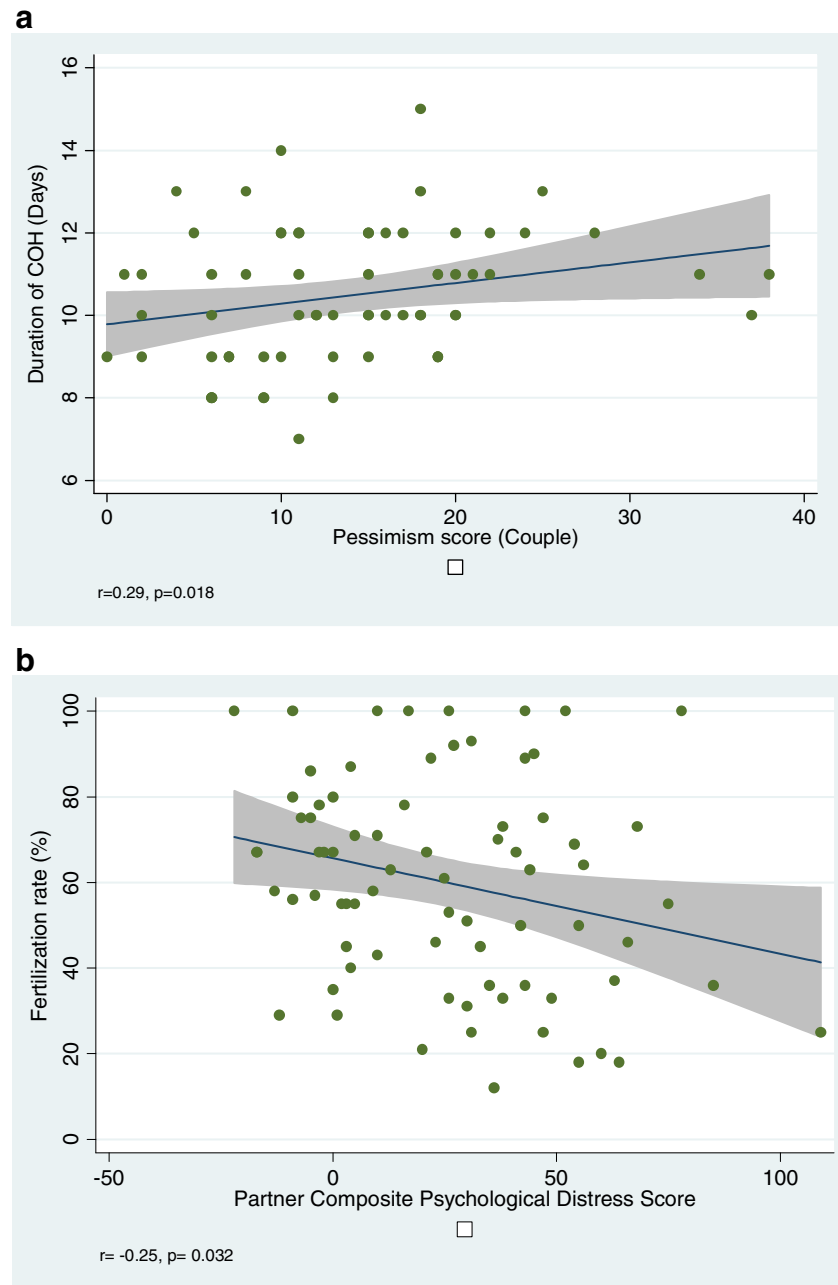 a
16
14
12
10
8
6
Duration of COH (Days)
0 10 20 30 40
Pessimism score (Couple)
r=0.29, p=0.018
b
100
80
60
40
20
0
Fertilization rate (%)
-50 0 50 100
Partner Composite Psychological Distress Score
r= -0.25, p= 0.032